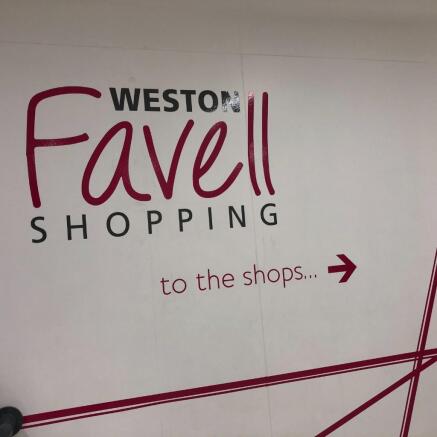 WESTON
Favell
SHOPPING
to the shops...